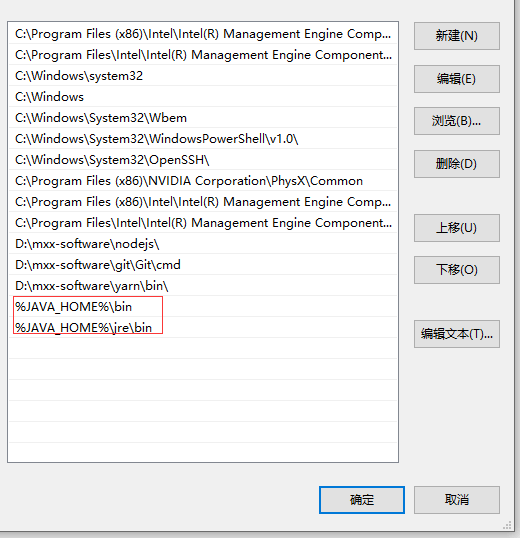 C:\Program Files (x86)\Intel\Intel(R) Management Engine Comp...
C:\Program Files\Intel\Intel(R) Management Engine Component...
C:\Windows\system32
C:\Windows
C:\Windows\System32\Wbem
C:\Windows\System32\WindowsPowerShell\v1.0\
C:\Windows\System32\OpenSSH\
C:\Program Files (x86)\NVIDIA Corporation\PhysX\Common
C:\Program Files (x86)\Intel\Intel(R) Management Engine Comp...
C:\Program Files\Intel\Intel(R) Management Engine Component...
D:\mxx-software\nodejs\
D:\mxx-software\git\Git\cmd
D:\mxx-software\yarn\bin\
%JAVA_HOME%\bin
%JAVA_HOME%\jre\bin
新建(N)
编辑(E)
浏览(B)...
删除(D)
上移(U)
下移(O)
编辑文本(T)...
确定
取消